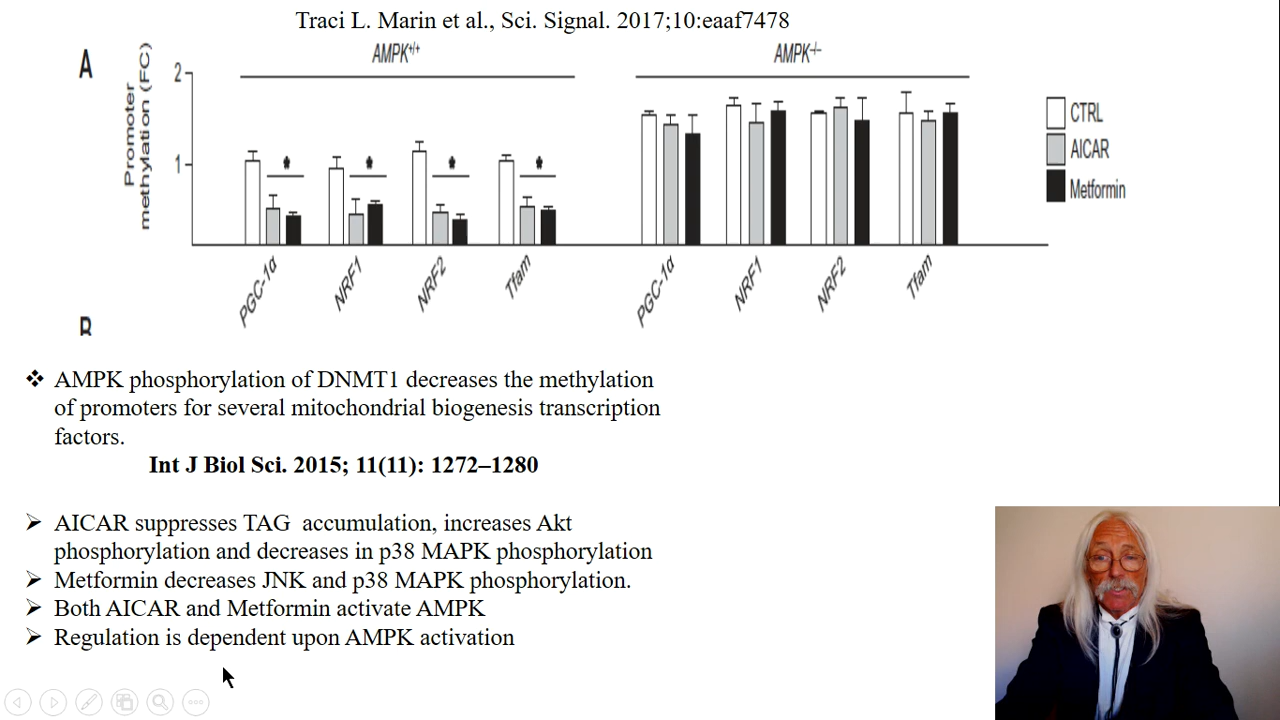 Traci L. Marin et al., Sci. Signal. 2017;10:eaaf7478
A
AMPK+/+
AMPK-/-
Promoter
methylation (FC)
2
1
* * * *
CTRL
AICAR
Metformin
PGC-1α NRF1 NRF2 Tfam PGC-1α NRF1 NRF2 Tfam
B
❖ AMPK phosphorylation of DNMT1 decreases the methylation
of promoters for several mitochondrial biogenesis transcription
factors.
Int J Biol Sci. 2015; 11(11): 1272–1280
➢ AICAR suppresses TAG accumulation, increases Akt
phosphorylation and decreases in p38 MAPK phosphorylation
➢ Metformin decreases JNK and p38 MAPK phosphorylation.
➢ Both AICAR and Metformin activate AMPK
➢ Regulation is dependent upon AMPK activation